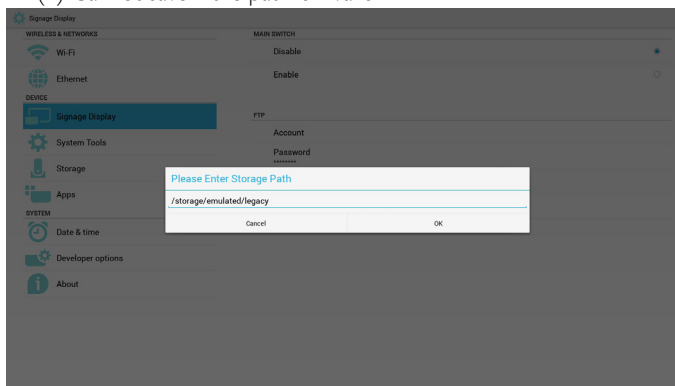 Signage Display
WIRELESS & NETWORKS
Wi-Fi
Ethernet
DEVICE
Signage Display
System Tools
Storage
Apps
SYSTEM
Date & time
Developer options
About
MAIN SWITCH
Disable
Enable
FTP
Account
Password
********
Please Enter Storage Path
/storage/emulated/legacy
Cancel
OK